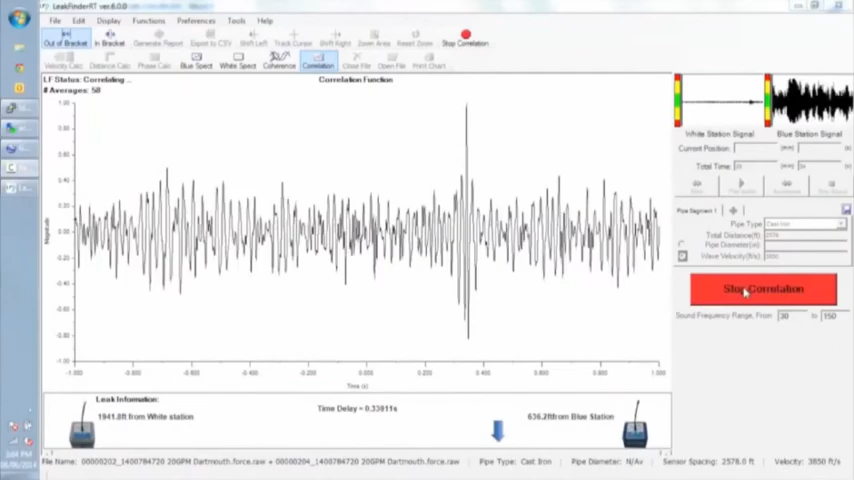 LeakFinderRT ver.6.0.0
File Edit Display Functions Preferences Tools Help
Out of Bracket In Bracket Generate Report Export to CSV Shift Left Track Cursor Shift Right Zoom Area Reset Zoom Stop Correlation
Velocity Calc Distance Calc Phase Calc Blue Spect White Spect Coherence Correlation Close File Open File Print Chart
LF Status: Correlating ...
Correlation Function
# Averages: 58
1.00
0.80
0.60
0.40
0.20
0.00
-0.20
-0.40
-0.60
-0.80
-1.00
Magnitude
-1.000 -0.800 -0.600 -0.400 -0.200 0.000 0.200 0.400 0.600 0.800 1.000
Time (s)
White Station Signal Blue Station Signal
Current Position:
Total Time:
Pipe Segment 1
Pipe Type Cast Iron
Total Distance(ft) 2578
Pipe Diameter(in)
Wave Velocity(ft/s) 3850
Stop Correlation
Sound Frequency Range, From 30 to 150
Leak Information:
1941.8ft from White station
Time Delay = 0.33911s
636.2ft from Blue Station
File Name: 00000202_1400784720 20GPM Dartmouth.force.raw + 00000204_1400784720 20GPM Dartmouth.force.raw Pipe Type: Cast Iron Pipe Diameter: N/Av Sensor Spacing: 2578.0 ft Velocity: 3850 ft/s